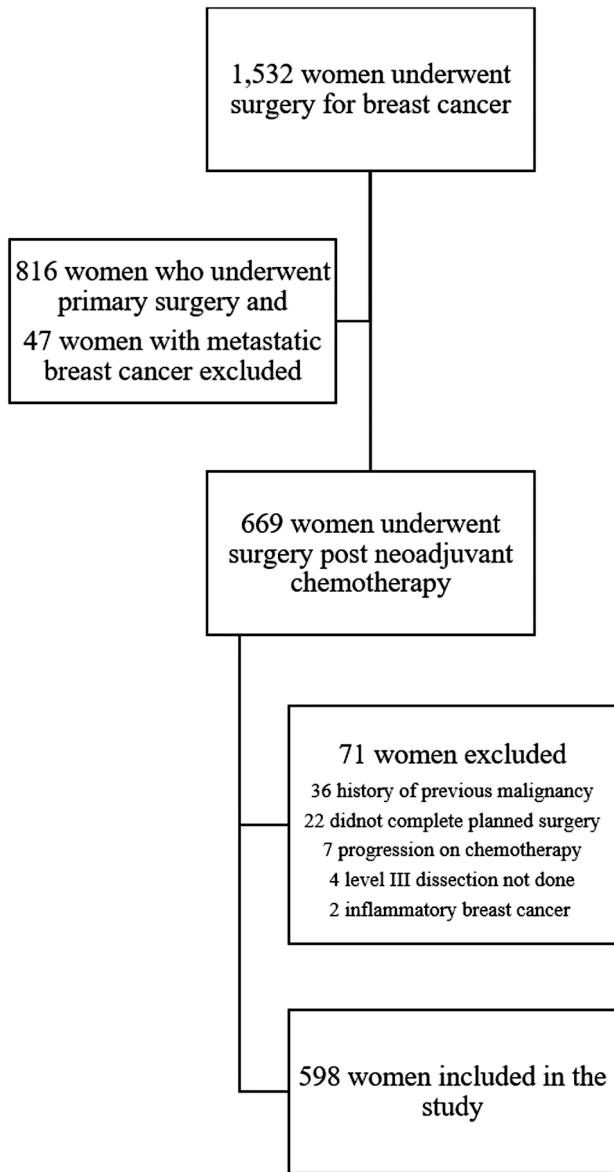 1,532 women underwent
surgery for breast cancer
816 women who underwent
primary surgery and
47 women with metastatic
breast cancer excluded
669 women underwent
surgery post neoadjuvant
chemotherapy
71 women excluded
36 history of previous malignancy
22 didnot complete planned surgery
7 progression on chemotherapy
4 level III dissection not done
2 inflammatory breast cancer
598 women included in the
study